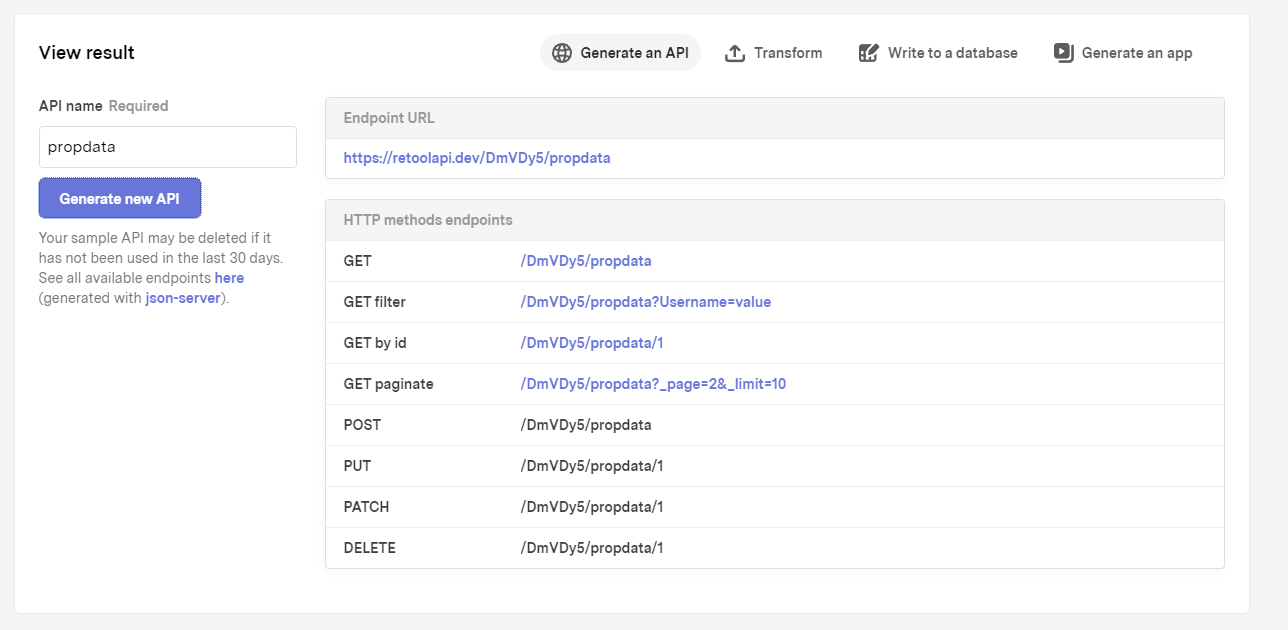 View result
Generate an API
Transform
Write to a database
Generate an app
API name Required
propdata
Generate new API
Your sample API may be deleted if it
has not been used in the last 30 days.
See all available endpoints here
(generated with json-server).
Endpoint URL
https://retoolapi.dev/DmVDy5/propdata
HTTP methods endpoints
GET /DmVDy5/propdata
GET filter /DmVDy5/propdata?Username=value
GET by id /DmVDy5/propdata/1
GET paginate /DmVDy5/propdata?_page=2&_limit=10
POST /DmVDy5/propdata
PUT /DmVDy5/propdata/1
PATCH /DmVDy5/propdata/1
DELETE /DmVDy5/propdata/1